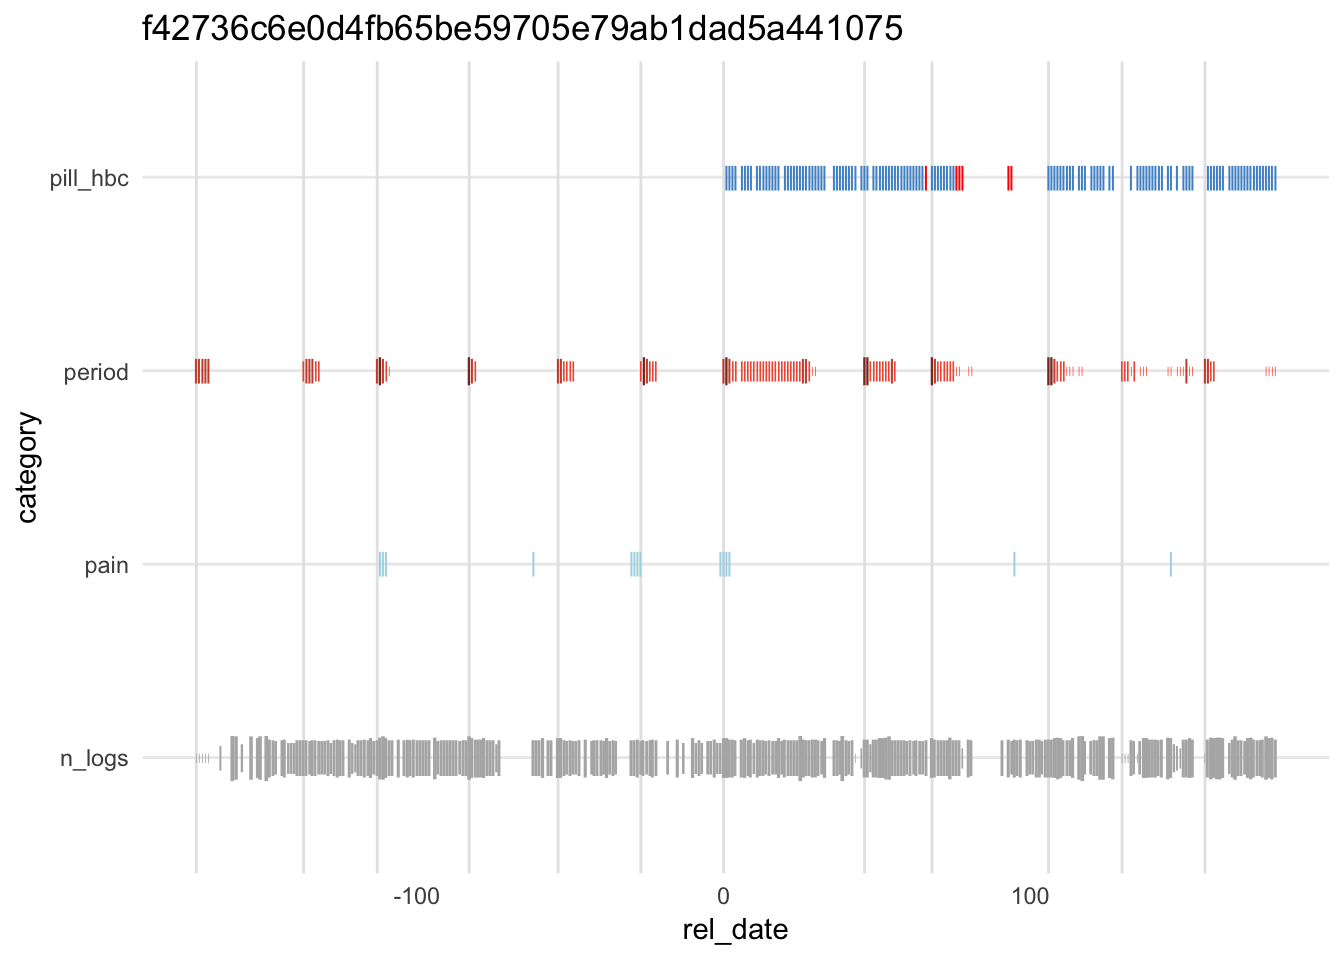 f42736c6e0d4fb65be59705e79ab1dad5a441075
pill_hbc
period
pain
n_logs
category
-100
0
100
rel_date